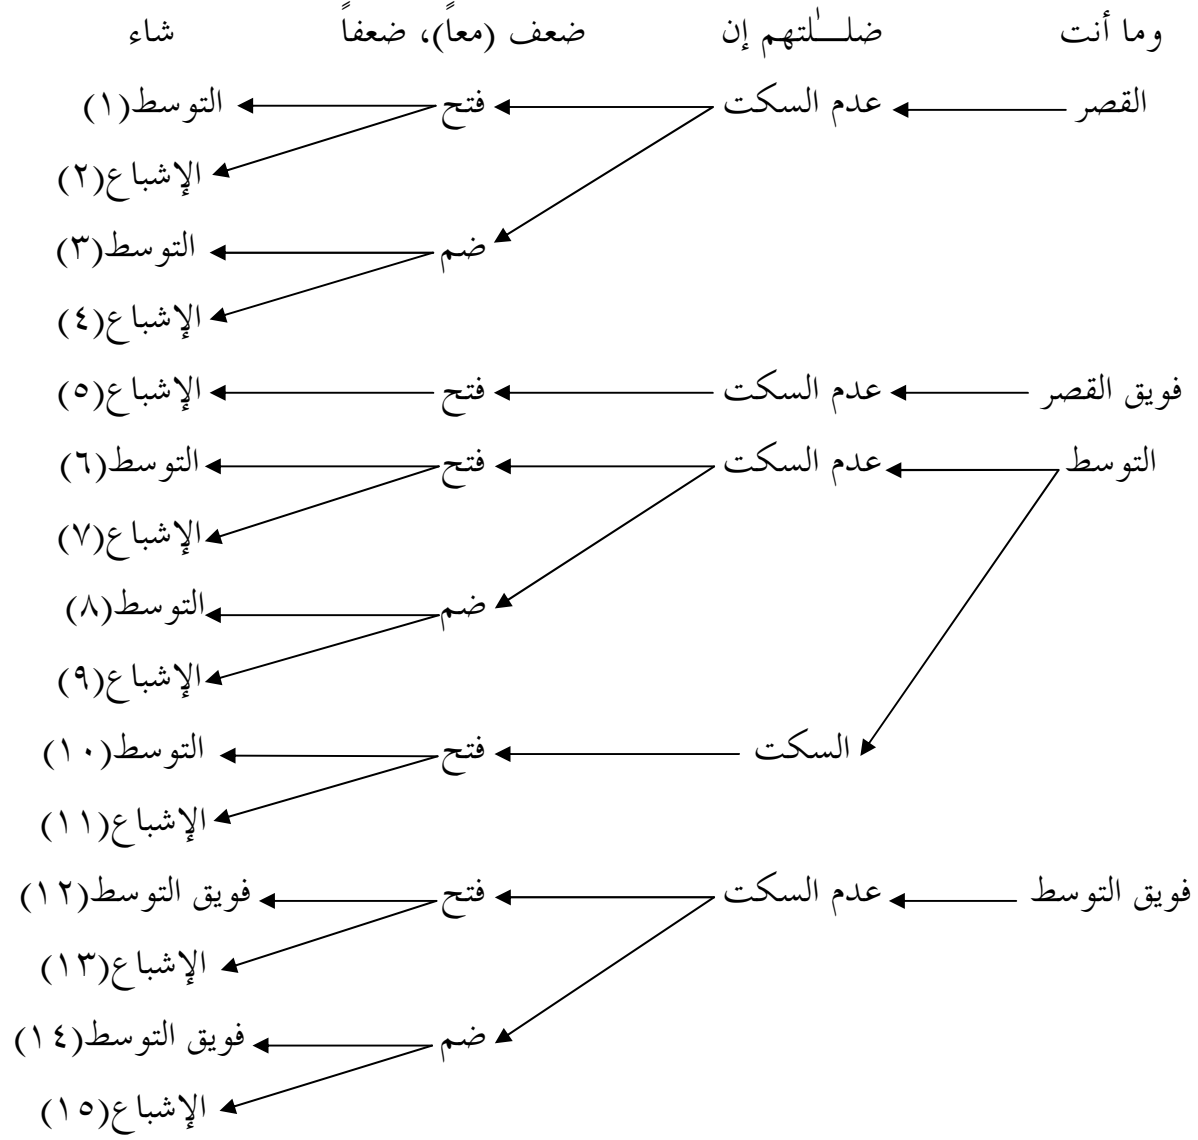 وما أنت ضلـــٰلتهم إن ضعف (معاً)، ضعفاً شاء
القصر عدم السكت فتح التوسط(١)
الإشباع(٢)
ضم التوسط(٣)
الإشباع(٤)
فويق القصر عدم السكت فتح الإشباع(٥)
التوسط عدم السكت فتح التوسط(٦)
الإشباع(٧)
ضم التوسط(٨)
الإشباع(٩)
السكت فتح التوسط(١٠)
الإشباع(١١)
فويق التوسط عدم السكت فتح فويق التوسط(١٢)
الإشباع(١٣)
ضم فويق التوسط(١٤)
الإشباع(١٥)